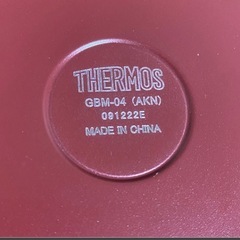 THERMOS
GBM-04 (AKN)
091222E
MADE IN CHINA